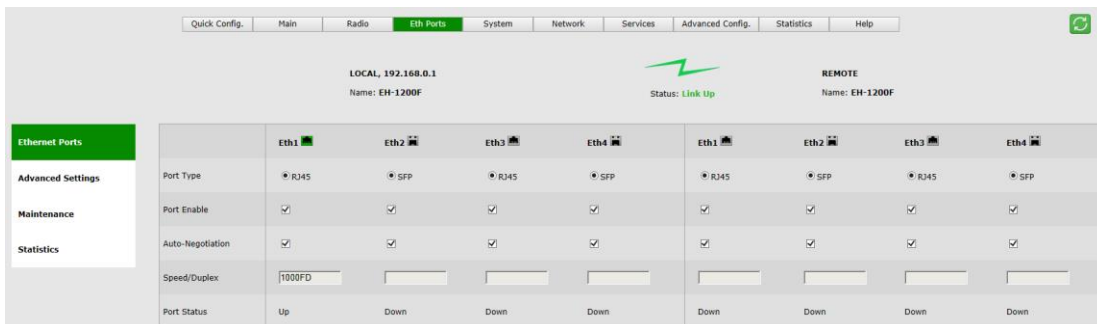 Quick Config. Main Radio Eth Ports System Network Services Advanced Config. Statistics Help
LOCAL, 192.168.0.1 REMOTE
Name: EH-1200F Status: Link Up Name: EH-1200F
Ethernet Ports Eth1 Eth2 Eth3 Eth4 Eth1 Eth2 Eth3 Eth4
Advanced Settings Port Type RJ45 SFP RJ45 SFP RJ45 SFP RJ45 SFP
Maintenance Port Enable
Statistics Auto-Negotiation
Speed/Duplex 1000FD
Port Status Up Down Down Down Down Down Down Down